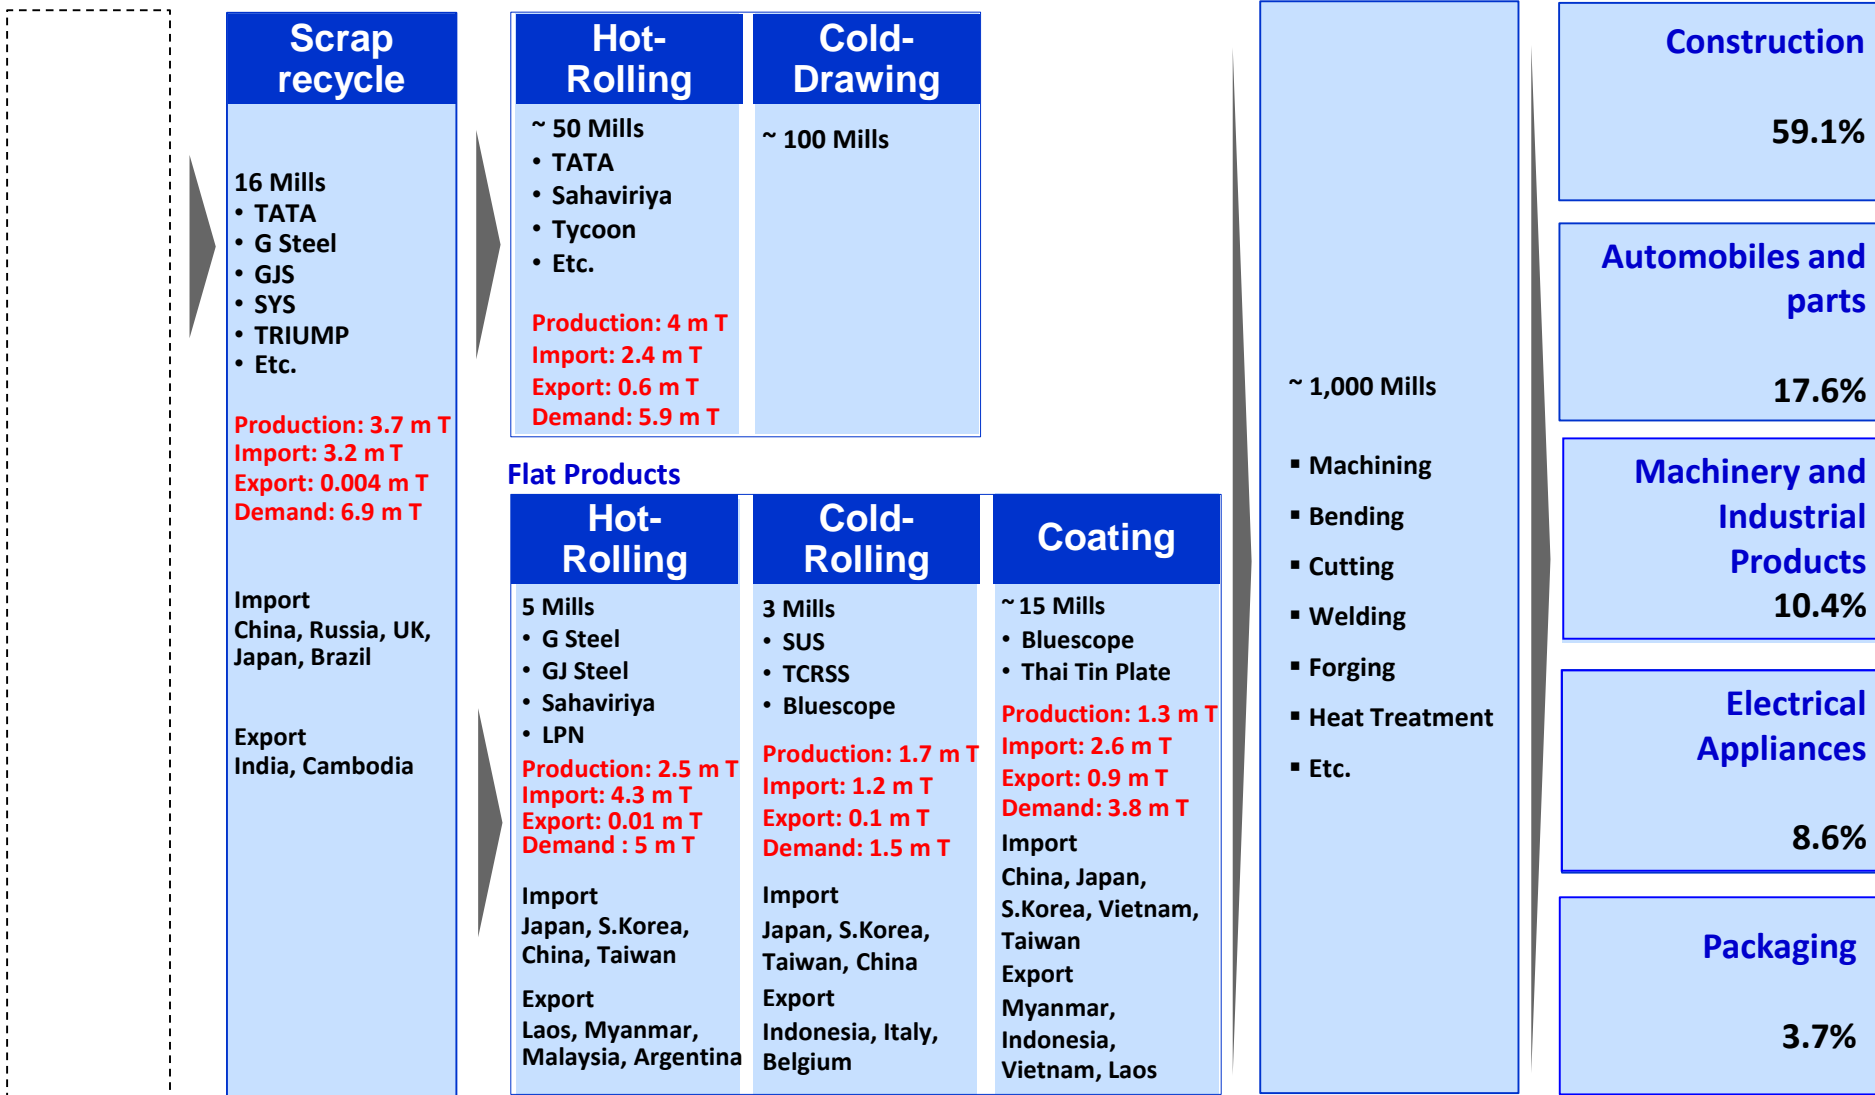 Scrap
recycle
16 Mills
• TATA
• G Steel
• GJS
• SYS
• TRIUMP
• Etc.
Production: 3.7 m T
Import: 3.2 m T
Export: 0.004 m T
Demand: 6.9 m T
Import
China, Russia, UK,
Japan, Brazil
Export
India, Cambodia
Hot-
Rolling
~ 50 Mills
• TATA
• Sahaviriya
• Tycoon
• Etc.
Production: 4 m T
Import: 2.4 m T
Export: 0.6 m T
Demand: 5.9 m T
Cold-
Drawing
~ 100 Mills
Flat Products
Hot-
Rolling
5 Mills
• G Steel
• GJ Steel
• Sahaviriya
• LPN
Production: 2.5 m T
Import: 4.3 m T
Export: 0.01 m T
Demand : 5 m T
Import
Japan, S.Korea,
China, Taiwan
Export
Laos, Myanmar,
Malaysia, Argentina
Cold-
Rolling
3 Mills
• SUS
• TCRSS
• Bluescope
Production: 1.7 m T
Import: 1.2 m T
Export: 0.1 m T
Demand: 1.5 m T
Import
Japan, S.Korea,
Taiwan, China
Export
Indonesia, Italy,
Belgium
Coating
~ 15 Mills
• Bluescope
• Thai Tin Plate
Production: 1.3 m T
Import: 2.6 m T
Export: 0.9 m T
Demand: 3.8 m T
Import
China, Japan,
S.Korea, Vietnam,
Taiwan
Export
Myanmar,
Indonesia,
Vietnam, Laos
~ 1,000 Mills
▪ Machining
▪ Bending
▪ Cutting
▪ Welding
▪ Forging
▪ Heat Treatment
▪ Etc.
Construction
59.1%
Automobiles and
parts
17.6%
Machinery and
Industrial
Products
10.4%
Electrical
Appliances
8.6%
Packaging
3.7%